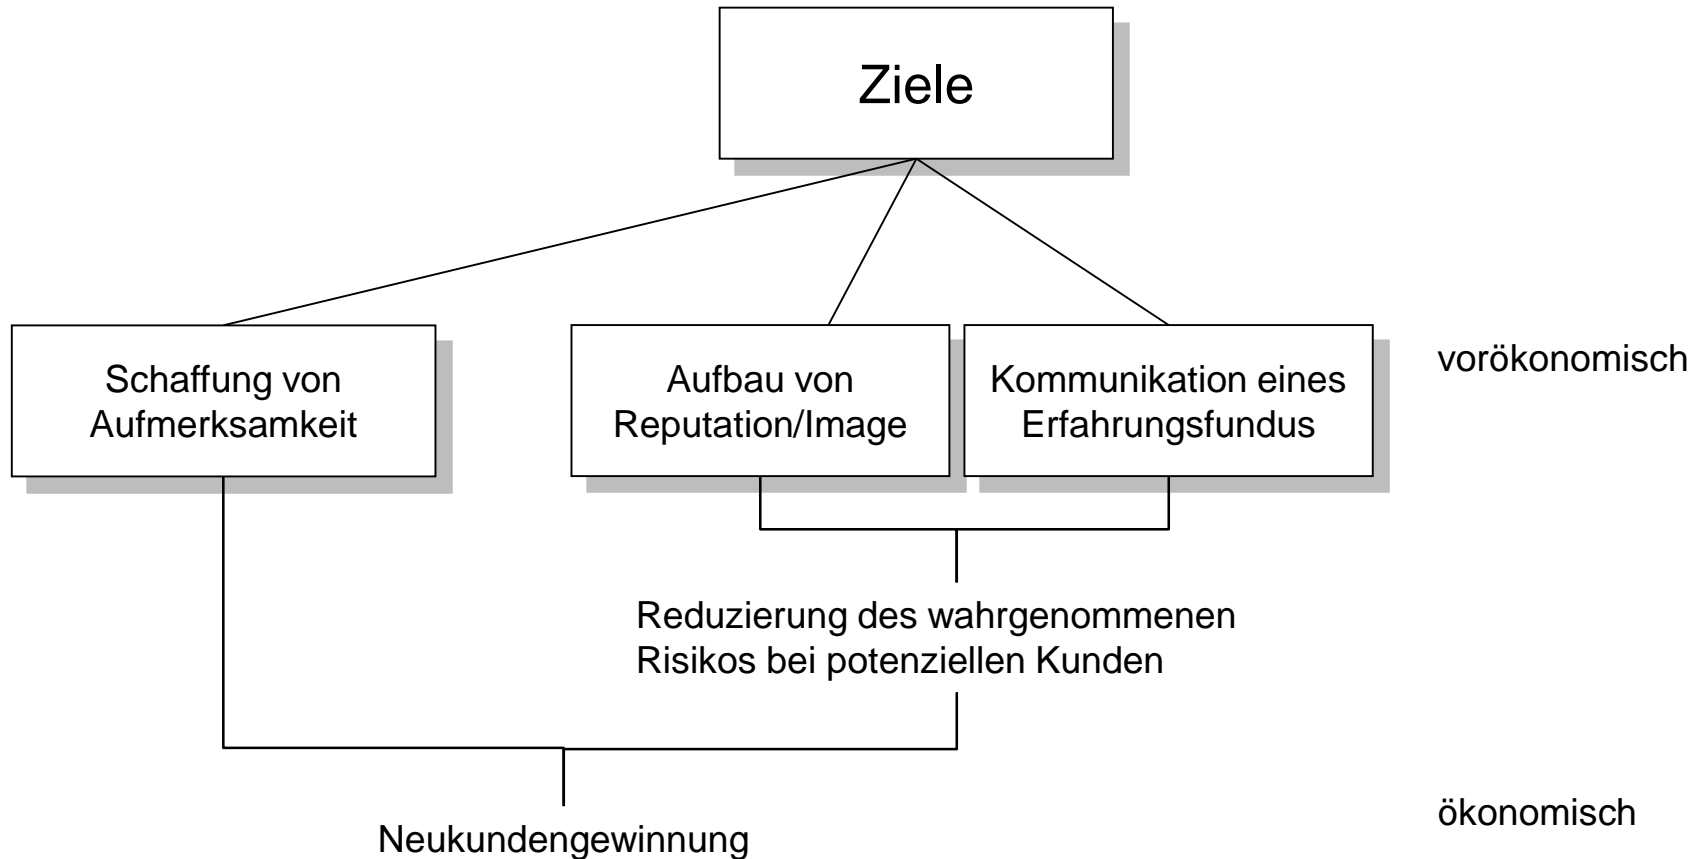 Ziele
Schaffung von
Aufmerksamkeit
Aufbau von
Reputation/Image
Kommunikation eines
Erfahrungsfundus
vorökonomisch
Reduzierung des wahrgenommenen
Risikos bei potenziellen Kunden
ökonomisch
Neukundengewinnung